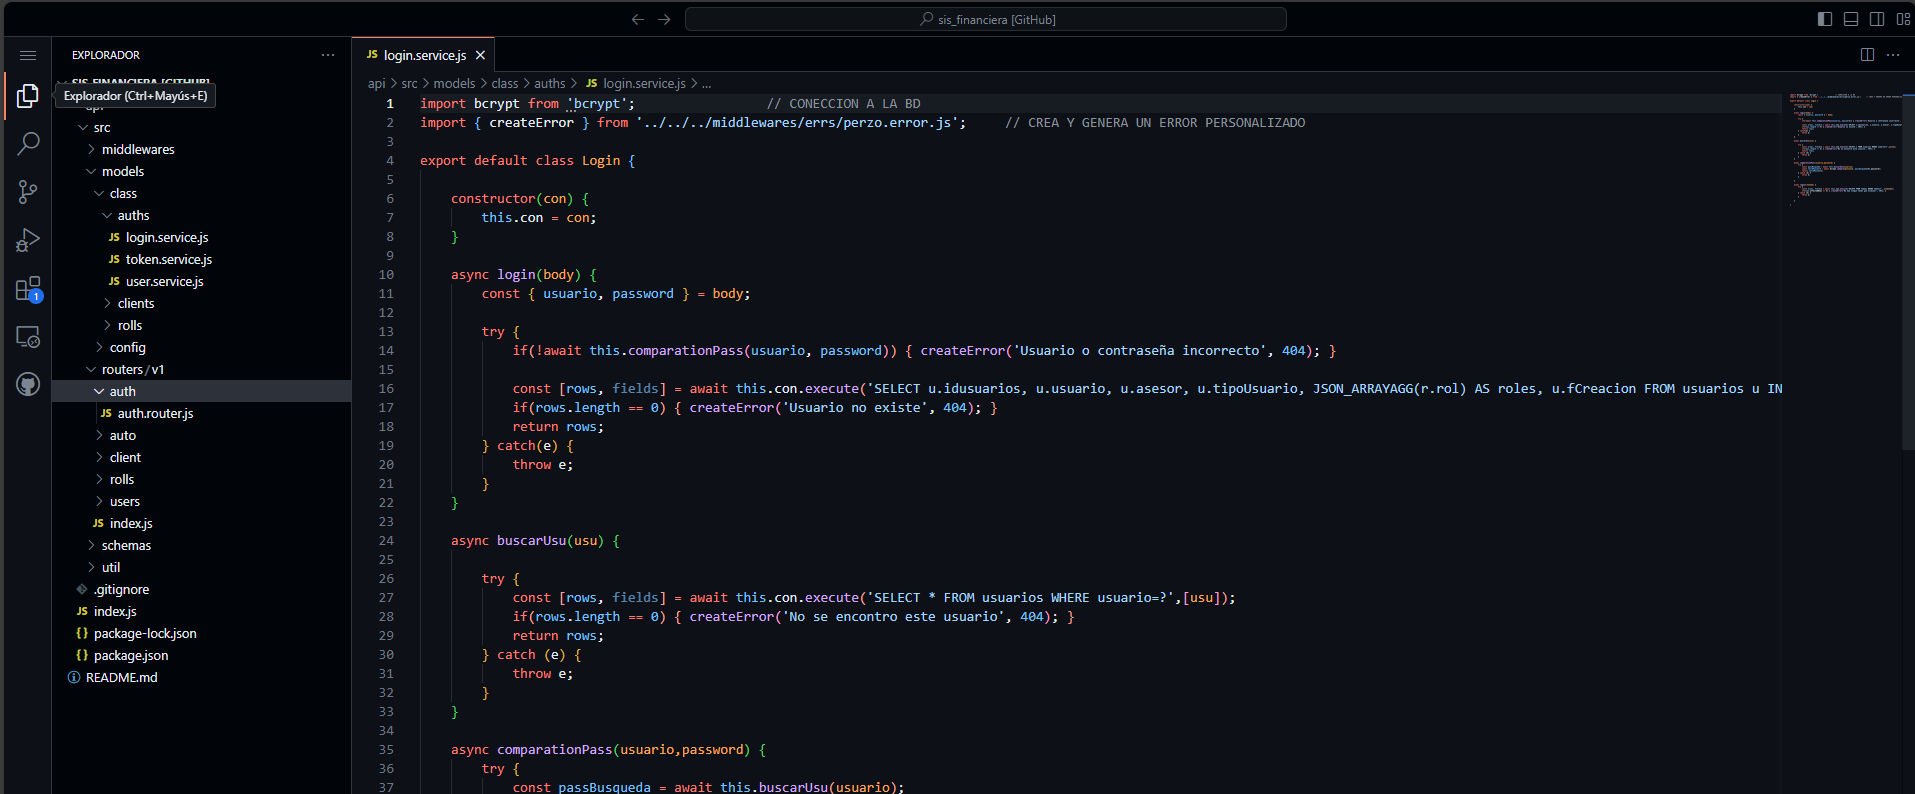 sis_financiera [GitHub]
EXPLORADOR
SIS_FINANCIERA [GITHUB]
Explorador (Ctrl+Mayús+E)
src
middlewares
models
class
auths
JS login.service.js
JS token.service.js
JS user.service.js
clients
rolls
config
routers/v1
auth
JS auth.router.js
auto
client
rolls
users
JS index.js
schemas
util
.gitignore
JS index.js
{} package-lock.json
{} package.json
README.md
1
JS login.service.js
api > src > models > class > auths > JS login.service.js > ...
1 import bcrypt from 'bcrypt'; // CONECCION A LA BD
2 import { createError } from '../../../middlewares/errs/perzo.error.js'; // CREA Y GENERA UN ERROR PERSONALIZADO
3
4 export default class Login {
5
6 constructor(con) {
7 this.con = con;
8 }
9
10 async login(body) {
11 const { usuario, password } = body;
12
13 try {
14 if(!await this.comparationPass(usuario, password)) { createError('Usuario o contraseña incorrecto', 404); }
15
16 const [rows, fields] = await this.con.execute('SELECT u.idusuarios, u.usuario, u.asesor, u.tipoUsuario, JSON_ARRAYAGG(r.rol) AS roles, u.fCreacion FROM usuarios u IN
17 if(rows.length == 0) { createError('Usuario no existe', 404); }
18 return rows;
19 } catch(e) {
20 throw e;
21 }
22 }
23
24 async buscarUsu(usu) {
25
26 try {
27 const [rows, fields] = await this.con.execute('SELECT * FROM usuarios WHERE usuario=?',[usu]);
28 if(rows.length == 0) { createError('No se encontro este usuario', 404); }
29 return rows;
30 } catch (e) {
31 throw e;
32 }
33 }
34
35 async comparationPass(usuario,password) {
36 try {
37 const passBusqueda = await this.buscarUsu(usuario);